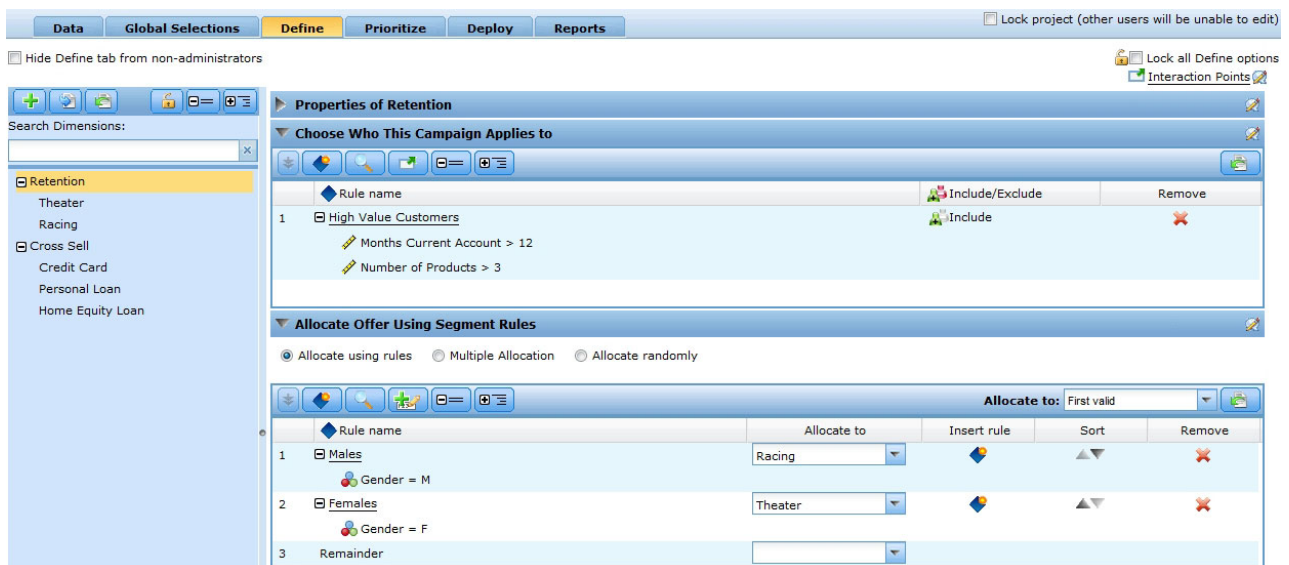 Data Global Selections Define Prioritize Deploy Reports Lock project (other users will be unable to edit)
Hide Define tab from non-administrators Lock all Define options
Interaction Points
Search Dimensions:
Retention
Theater
Racing
Cross Sell
Credit Card
Personal Loan
Home Equity Loan
Properties of Retention
Choose Who This Campaign Applies to
Rule name Include/Exclude Remove
1 High Value Customers Include
Months Current Account > 12
Number of Products > 3
Allocate Offer Using Segment Rules
Allocate using rules Multiple Allocation Allocate randomly
Allocate to: First valid
Rule name Allocate to Insert rule Sort Remove
1 Males Racing
Gender = M
2 Females Theater
Gender = F
3 Remainder